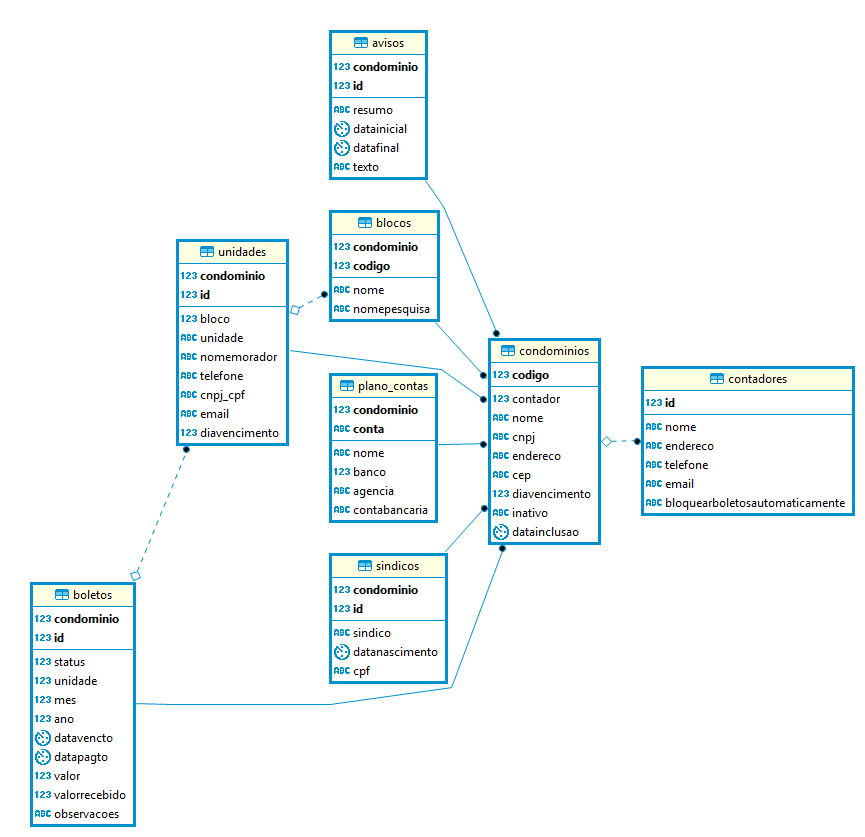 avisos
123 condominio
123 id
ABC resumo
datainicial
datafinal
ABC texto
blocos
123 condominio
123 codigo
ABC nome
ABC nomepesquisa
unidades
123 condominio
123 id
123 bloco
ABC unidade
ABC nomemorador
ABC telefone
ABC cnpj_cpf
ABC email
123 diavencimento
condominios
123 codigo
123 contador
ABC nome
ABC cnpj
ABC endereco
ABC cep
123 diavencimento
ABC inativo
datainclusao
contadores
123 id
ABC nome
ABC endereco
ABC telefone
ABC email
ABC bloquearboletosautomaticamente
plano_contas
123 condominio
ABC conta
ABC nome
123 banco
ABC agencia
ABC contabancaria
sindicos
123 condominio
123 id
ABC sindico
datanascimento
ABC cpf
boletos
123 condominio
123 id
123 status
123 unidade
123 mes
123 ano
datavencto
datapagto
123 valor
123 valorrecebido
ABC observacoes